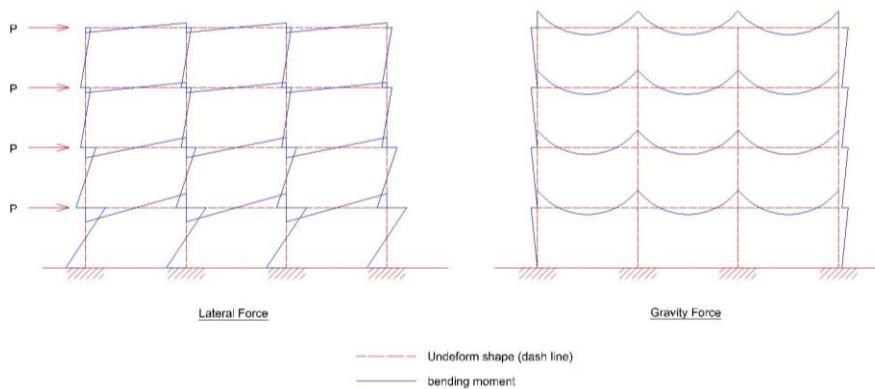 P
P
P
P
Lateral Force
Gravity Force
Undeform shape (dash line)
bending moment